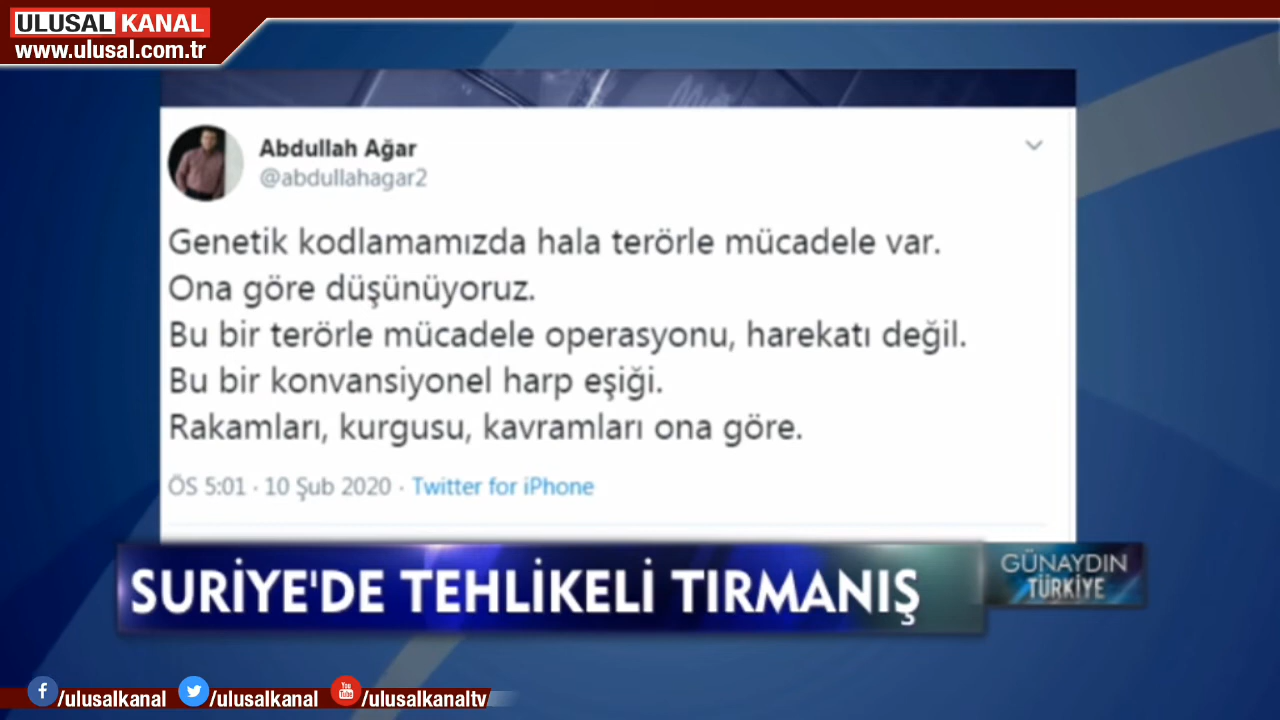 ULUSAL KANAL
www.ulusal.com.tr
Abdullah Ağar
@abdullahagar2
Genetik kodlamamızda hala terörle mücadele var.
Ona göre düşünüyoruz.
Bu bir terörle mücadele operasyonu, harekatı değil.
Bu bir konvansiyonel harp eşiği.
Rakamları, kurgusu, kavramları ona göre.
ÖS 5:01 · 10 Şub 2020 · Twitter for iPhone
SURİYE'DE TEHLİKELİ TIRMANIŞ
GÜNAYDIN
TÜRKİYE
/ulusalkanal /ulusalkanal You Tube /ulusalkanaltv